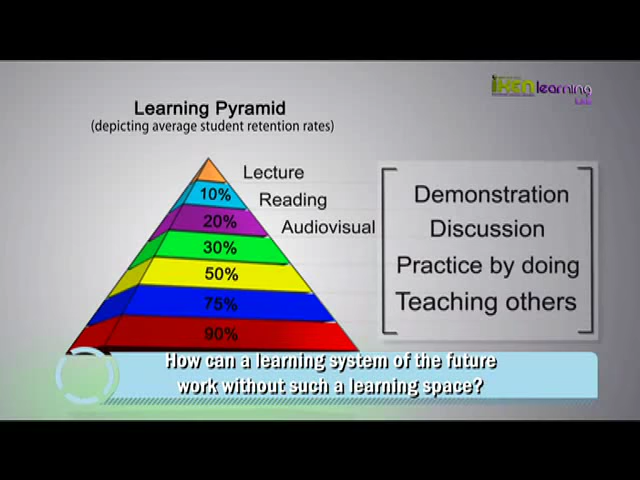 iHEN learning
Learning Pyramid
(depicting average student retention rates)
Lecture
10%
Reading
20%
Audiovisual
30%
50%
75%
90%
Demonstration
Discussion
Practice by doing
Teaching others
How can a learning system of the future
work without such a learning space?